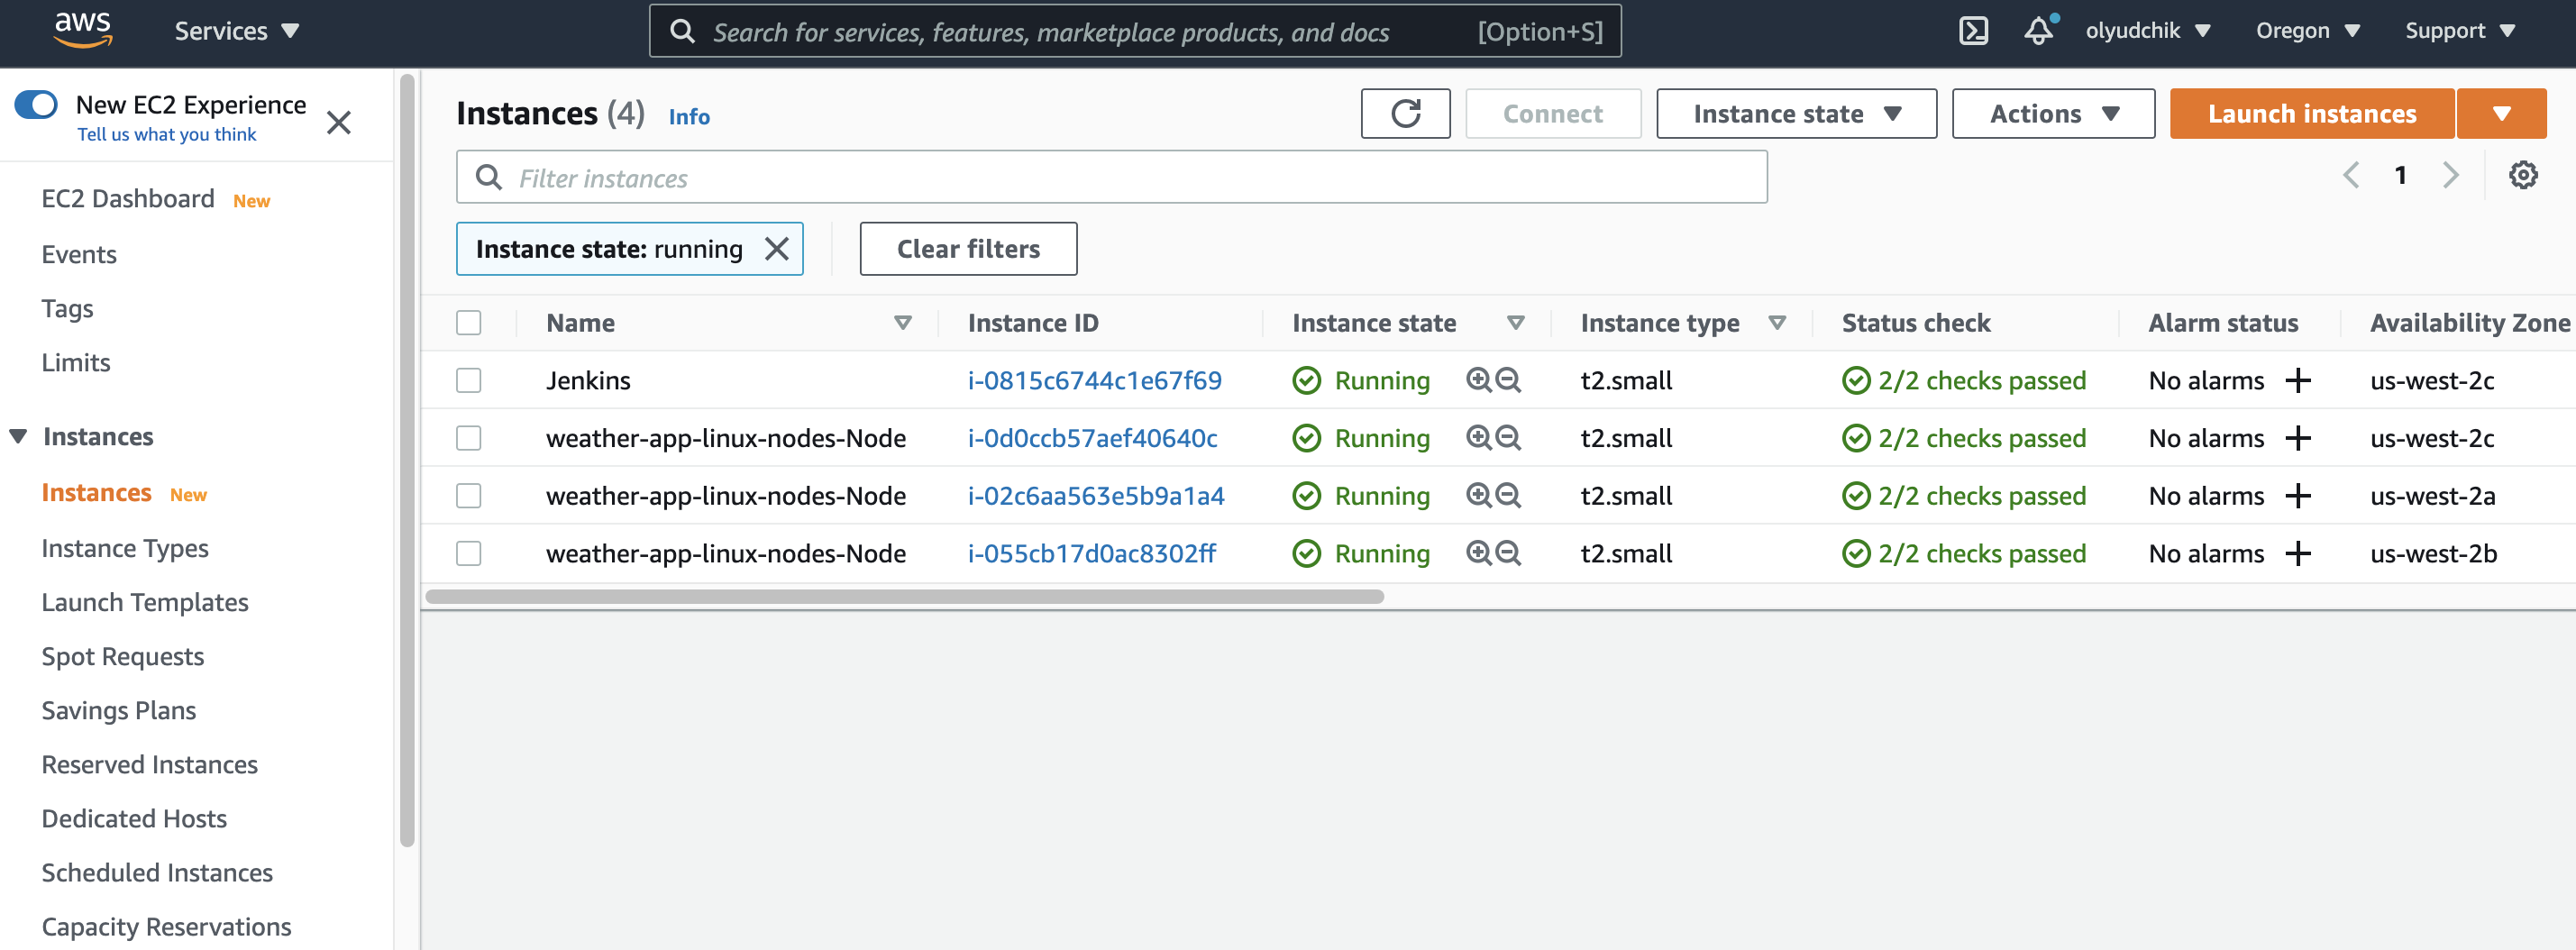 aws
Services
Search for services, features, marketplace products, and docs [Option+S]
olyudchik
Oregon
Support
New EC2 Experience
Tell us what you think
EC2 Dashboard New
Events
Tags
Limits
Instances
Instances New
Instance Types
Launch Templates
Spot Requests
Savings Plans
Reserved Instances
Dedicated Hosts
Scheduled Instances
Capacity Reservations
Instances (4) Info
Connect
Instance state
Actions
Launch instances
Filter instances
1
Instance state: running
Clear filters
Name Instance ID Instance state Instance type Status check Alarm status Availability Zone
Jenkins i-0815c6744c1e67f69 Running t2.small 2/2 checks passed No alarms + us-west-2c
weather-app-linux-nodes-Node i-0d0ccb57aef40640c Running t2.small 2/2 checks passed No alarms + us-west-2c
weather-app-linux-nodes-Node i-02c6aa563e5b9a1a4 Running t2.small 2/2 checks passed No alarms + us-west-2a
weather-app-linux-nodes-Node i-055cb17d0ac8302ff Running t2.small 2/2 checks passed No alarms + us-west-2b